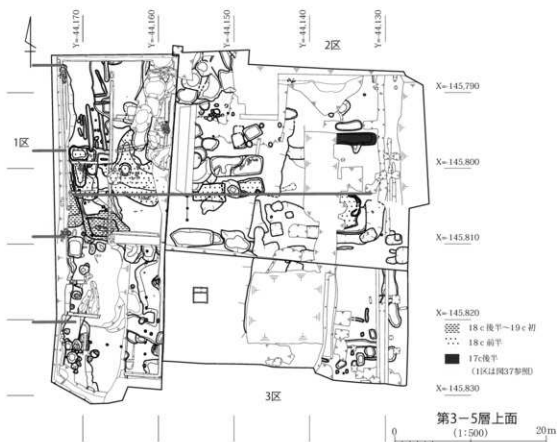 Y=-44,170
Y=-44,160
Y=-44,150
Y=-44,140
Y=-44,130
2区
X=-145,790
1区
X=-145,800
X=-145,810
X=-145,820
18c後半～19c初
18c前半
17c後半
(1区は図37参照)
X=-145,830
3区
第3-5層上面
(1:500)
0 20m